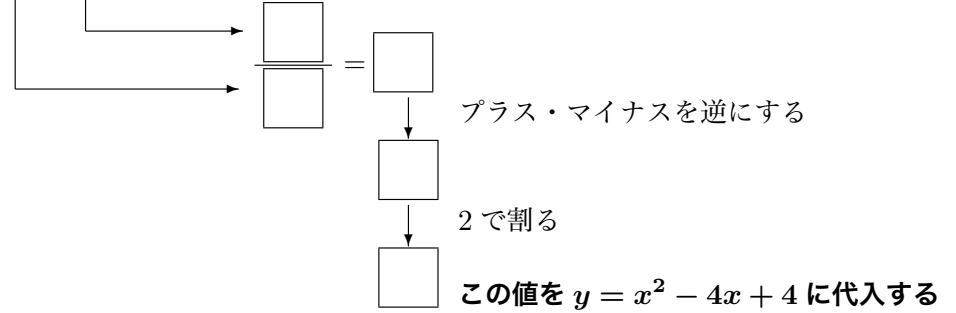 =
プラス・マイナスを逆にする
2 で割る
この値を y = x² − 4x + 4 に代入する